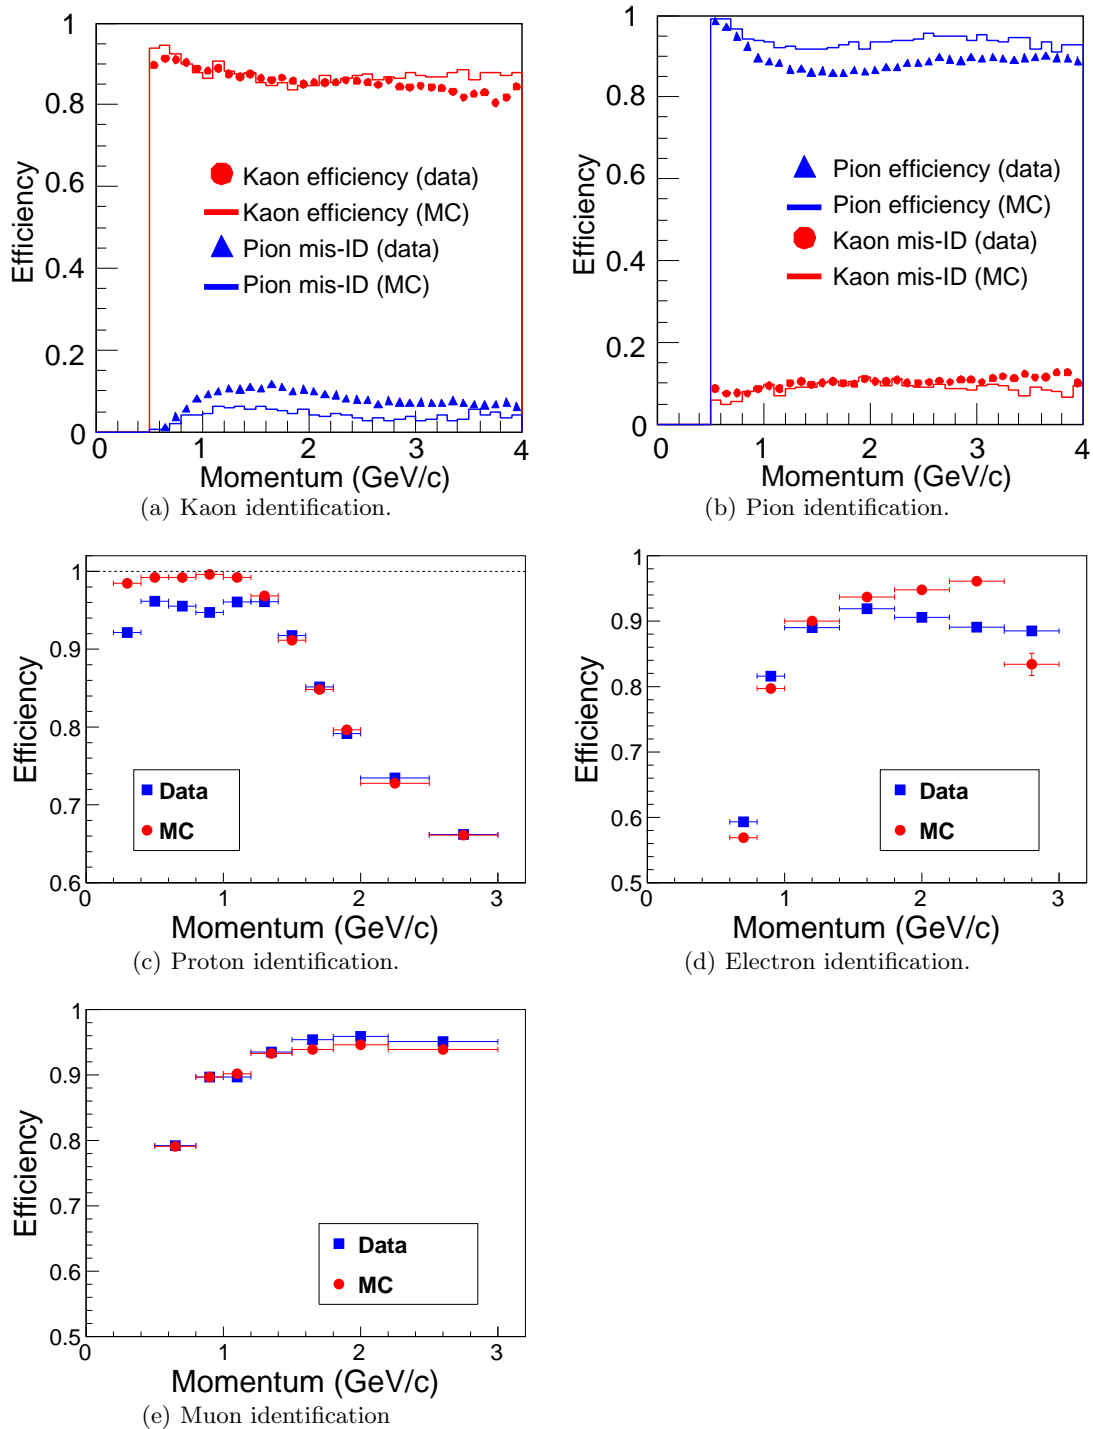 1
0.8
0.6
0.4
0.2
0
Efficiency
Kaon efficiency (data)
Kaon efficiency (MC)
Pion mis-ID (data)
Pion mis-ID (MC)
0 1 2 3 4
Momentum (GeV/c)
(a) Kaon identification.
1
0.8
0.6
0.4
0.2
0
Efficiency
Pion efficiency (data)
Pion efficiency (MC)
Kaon mis-ID (data)
Kaon mis-ID (MC)
0 1 2 3 4
Momentum (GeV/c)
(b) Pion identification.
1
0.9
0.8
0.7
0.6
Efficiency
Data
MC
0 1 2 3
Momentum (GeV/c)
(c) Proton identification.
1
0.9
0.8
0.7
0.6
0.5
Efficiency
Data
MC
0 1 2 3
Momentum (GeV/c)
(d) Electron identification.
1
0.9
0.8
0.7
0.6
0.5
Efficiency
Data
MC
0 1 2 3
Momentum (GeV/c)
(e) Muon identification